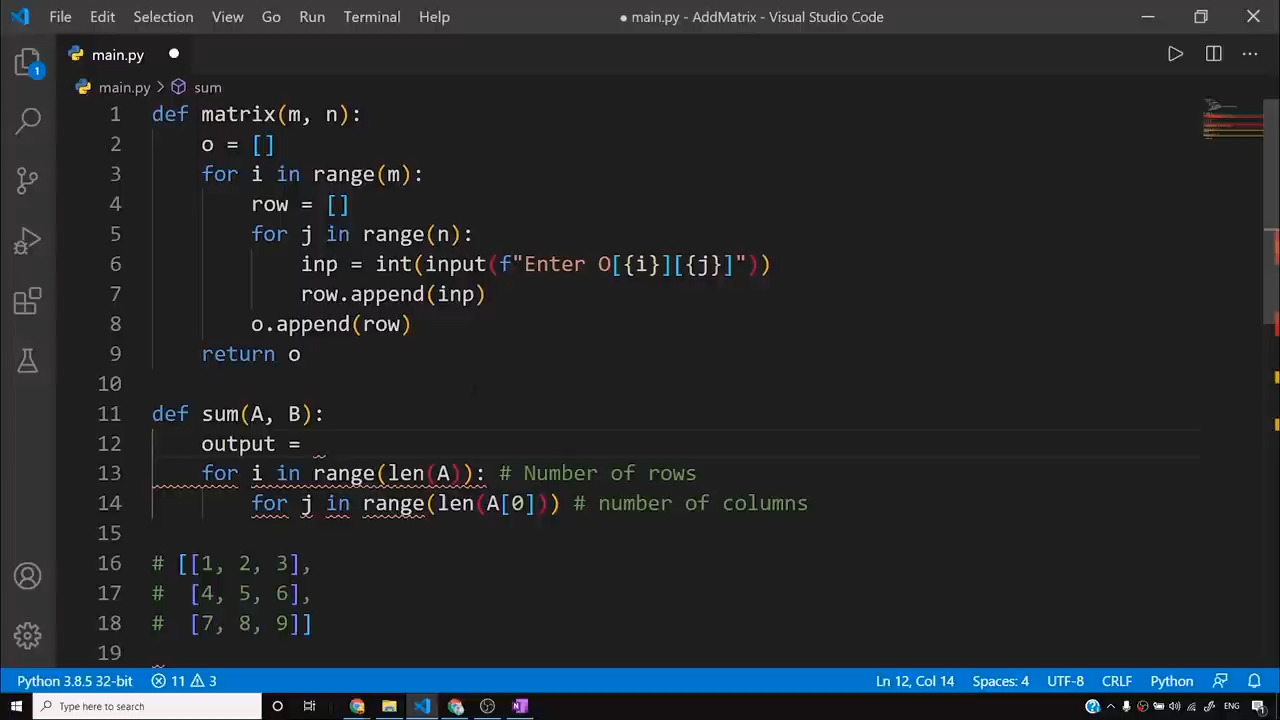 File Edit Selection View Go Run Terminal Help
● main.py - AddMatrix - Visual Studio Code
main.py
main.py > sum
1 def matrix(m, n):
2 o = []
3 for i in range(m):
4 row = []
5 for j in range(n):
6 inp = int(input(f"Enter O[{i}][{j}]"))
7 row.append(inp)
8 o.append(row)
9 return o
10
11 def sum(A, B):
12 output =
13 for i in range(len(A)): # Number of rows
14 for j in range(len(A[0])) # number of columns
15
16 # [[1, 2, 3],
17 # [4, 5, 6],
18 # [7, 8, 9]]
19
1
Python 3.8.5 32-bit 11 3 Ln 12, Col 14 Spaces: 4 UTF-8 CRLF Python
Type here to search ENG